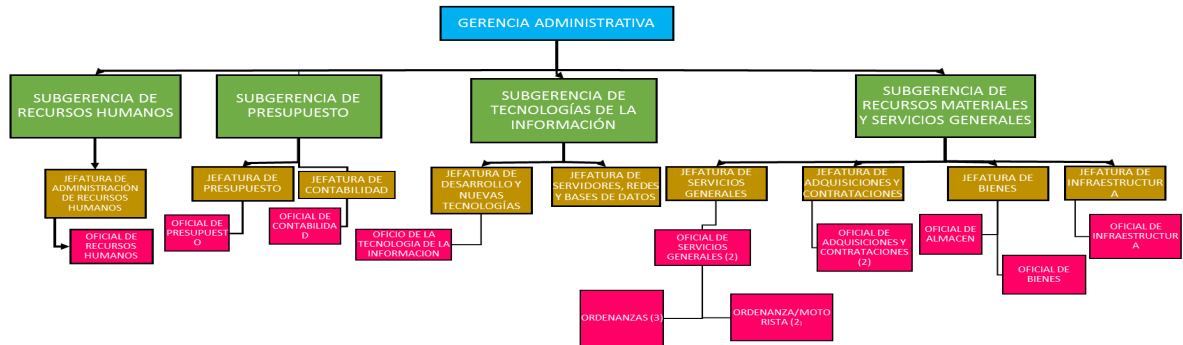 GERENCIA ADMINISTRATIVA
SUBGERENCIA DE
RECURSOS HUMANOS
SUBGERENCIA DE
PRESUPUESTO
SUBGERENCIA DE
TECNOLOGÍAS DE LA
INFORMACIÓN
SUBGERENCIA DE
RECURSOS MATERIALES
Y SERVICIOS GENERALES
JEFATURA DE
ADMINISTRACIÓN
DE RECURSOS
HUMANOS
JEFATURA DE
PRESUPUESTO
JEFATURA DE
CONTABILIDAD
JEFATURA DE
DESARROLLO Y
NUEVAS
TECNOLOGÍAS
JEFATURA DE
SERVIDORES, REDES
Y BASES DE DATOS
JEFATURA DE
SERVICIOS
GENERALES
JEFATURA DE
ADQUISICIONES Y
CONTRATACIONES
JEFATURA DE
BIENES
JEFATURA DE
INFRAESTRUCTUR
A
OFICIAL DE
RECURSOS
HUMANOS
OFICIAL DE
PRESUPUEST
O
OFICIAL DE
CONTABILIDA
D
OFICIO DE LA
TECNOLOGIA DE LA
INFORMACION
OFICIAL DE
SERVICIOS
GENERALES (2)
OFICIAL DE
ADQUISICIONES Y
CONTRATACIONES
(2)
OFICIAL DE
ALMACEN
OFICIAL DE
BIENES
OFICIAL DE
INFRAESTRUCTUR
A
ORDENANZAS (3)
ORDENANZA/MOTO
RISTA (2)